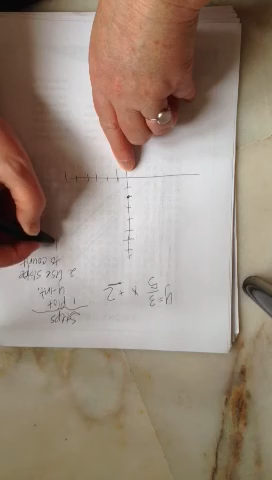 y = 3/5 x + 2
Steps
1. Plot
y-int.
2. Use slope
to count